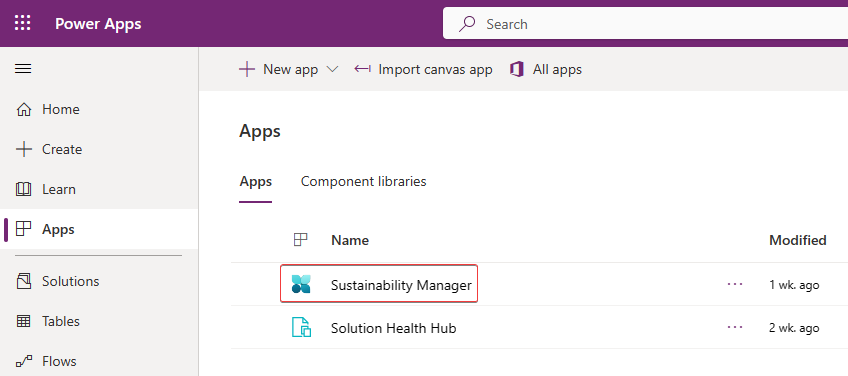 Power Apps
Search
New app
Import canvas app
All apps
Home
Create
Learn
Apps
Solutions
Tables
Flows
Apps
Apps
Component libraries
Name
Modified
Sustainability Manager
1 wk. ago
Solution Health Hub
2 wk. ago